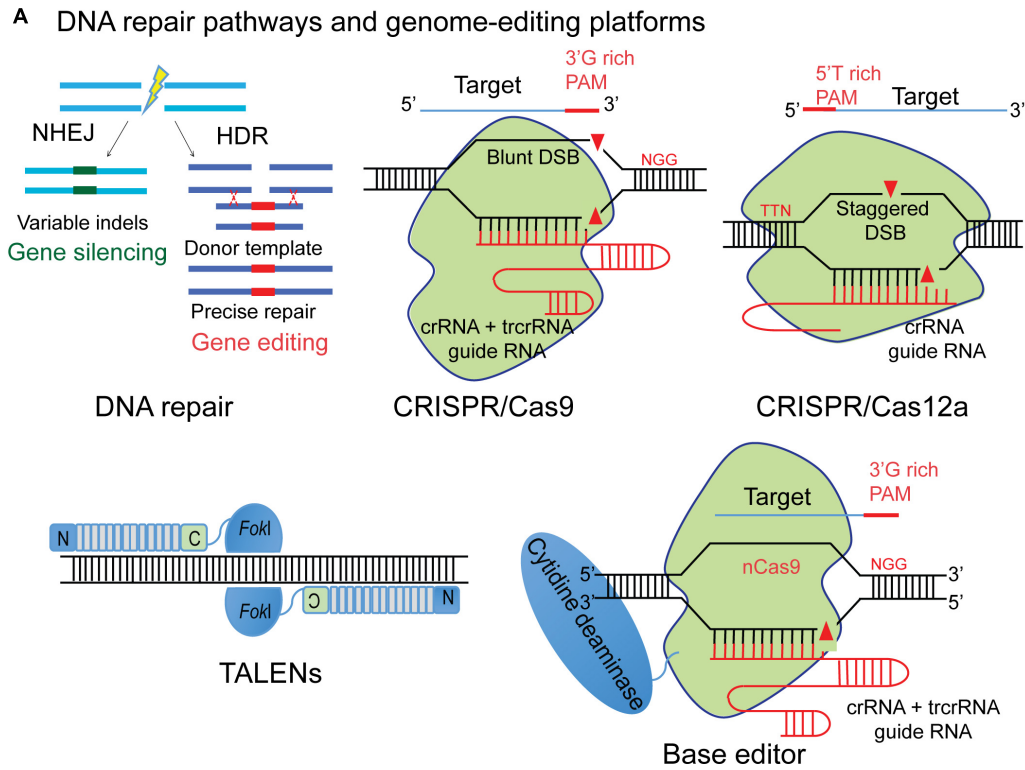 A DNA repair pathways and genome-editing platforms
NHEJ
HDR
Variable indels
Gene silencing
Donor template
Precise repair
Gene editing
DNA repair
3'G rich
PAM
Target
5'
3'
Blunt DSB
NGG
crRNA + trcrRNA
guide RNA
CRISPR/Cas9
5'T rich
PAM
5'
Target
3'
TTN
Staggered
DSB
crRNA
guide RNA
CRISPR/Cas12a
N
C
FokI
FokI
C
N
TALENs
3'G rich
PAM
Target
Cytidine deaminase
5'
3'
nCas9
NGG
3'
5'
crRNA + trcrRNA
guide RNA
Base editor